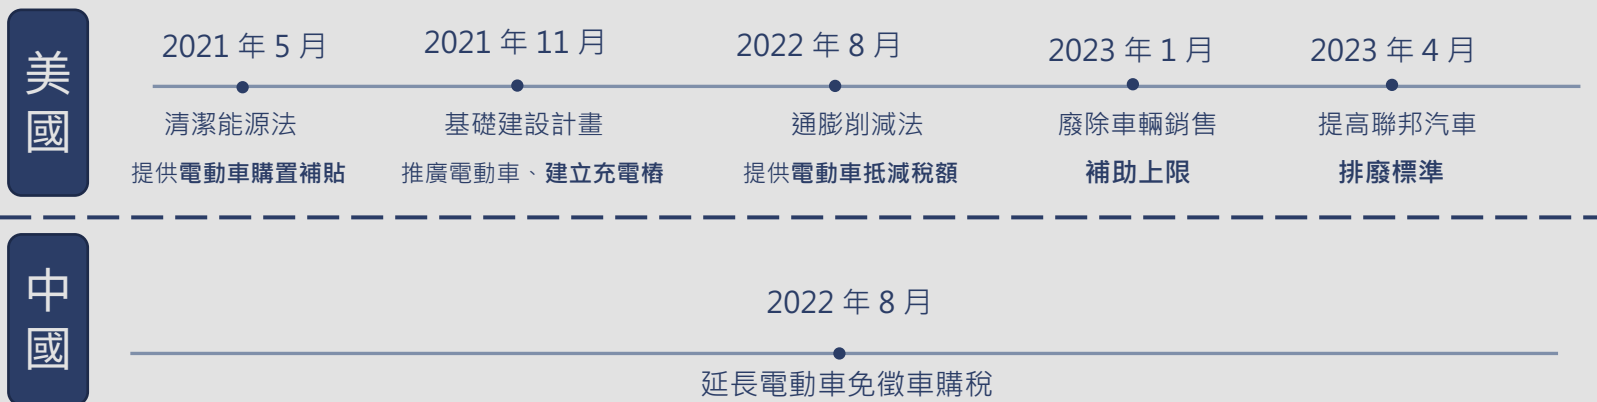 美國
2021 年 5 月
清潔能源法
提供電動車購置補貼
2021 年 11 月
基礎建設計畫
推廣電動車、建立充電樁
2022 年 8 月
通膨削減法
提供電動車抵減稅額
2023 年 1 月
廢除車輛銷售
補助上限
2023 年 4 月
提高聯邦汽車
排廢標準
中國
2022 年 8 月
延長電動車免徵車購稅